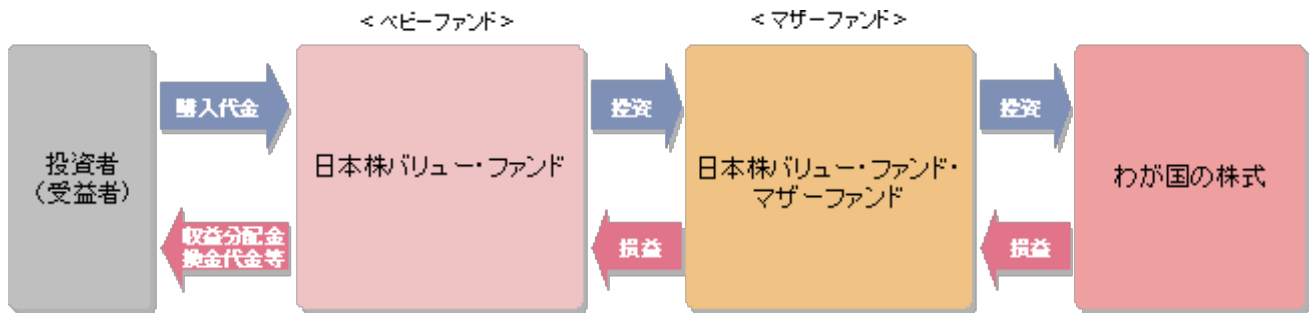 ＜ベビーファンド＞
＜マザーファンド＞
投資者
（受益者）
購入代金
収益分配金
換金代金等
日本株バリュー・ファンド
投資
損益
日本株バリュー・ファンド・
マザーファンド
投資
損益
わが国の株式